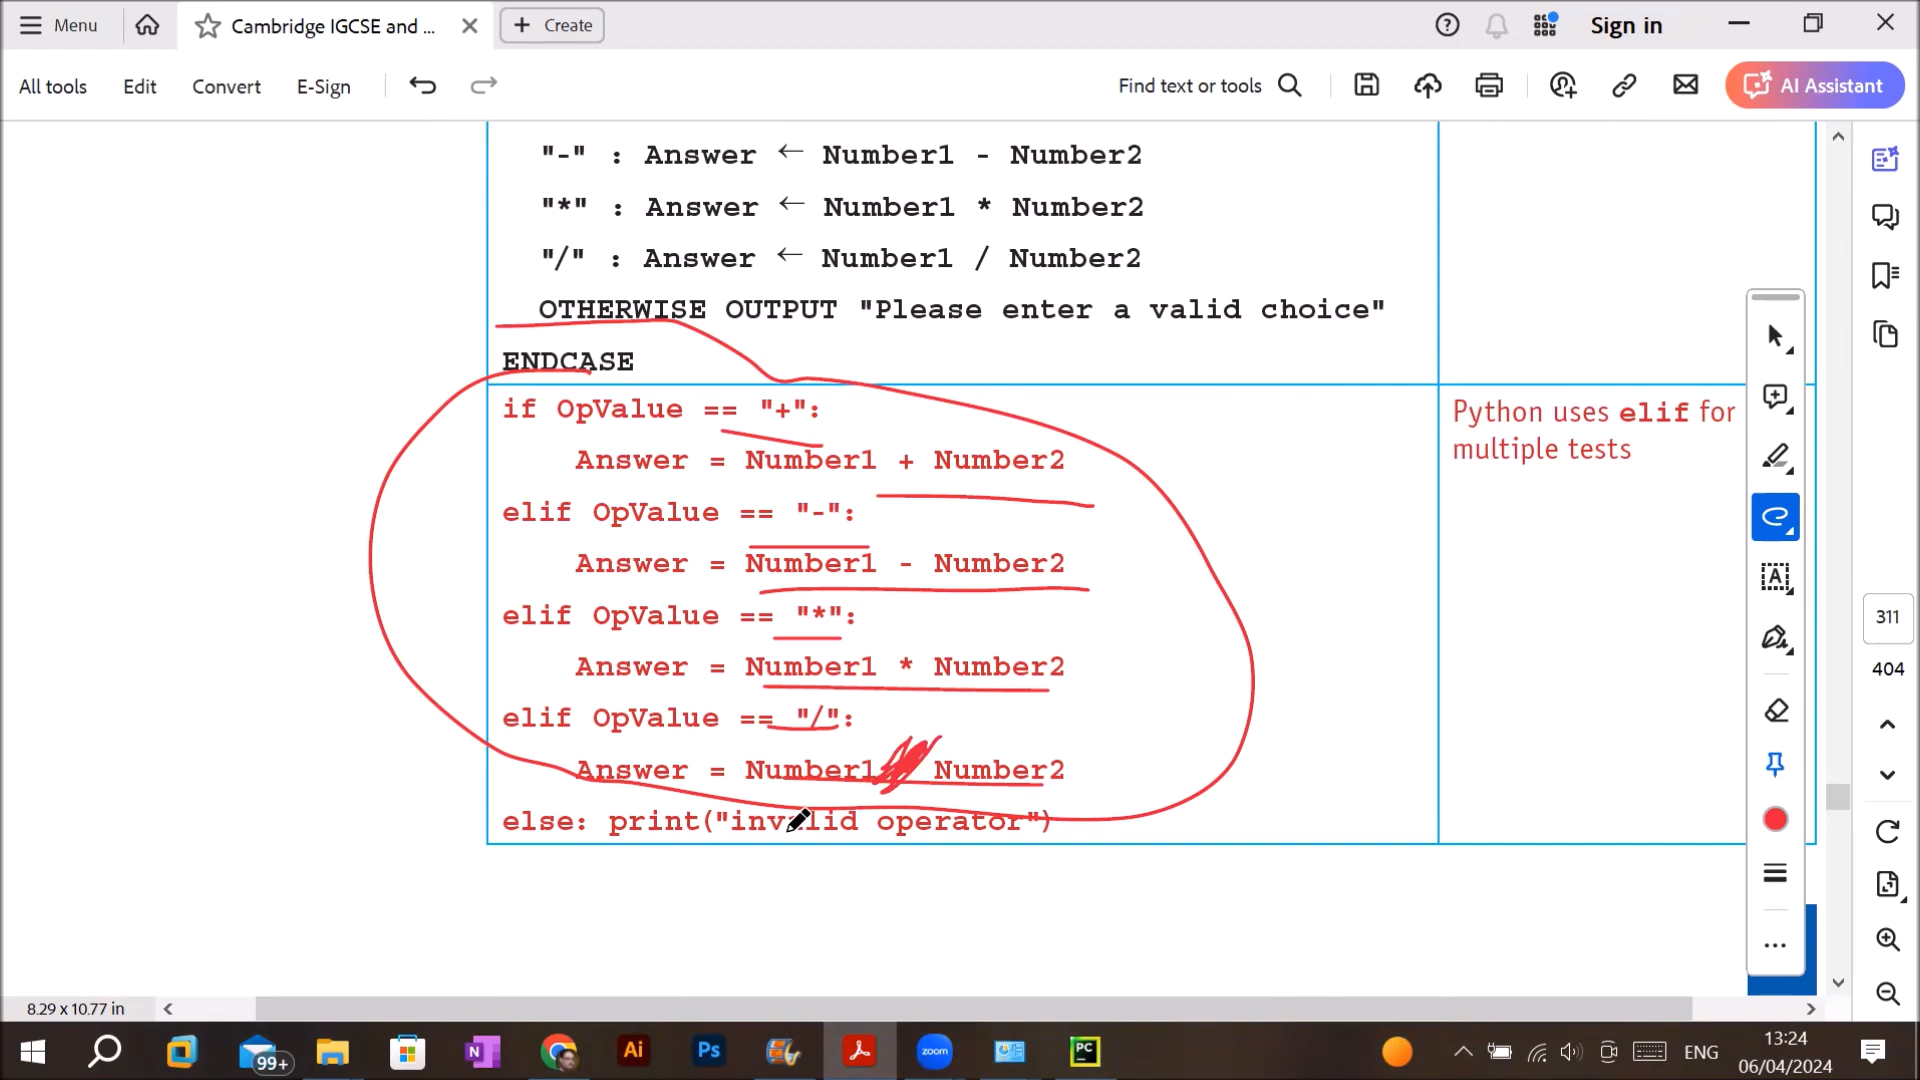 Menu
Cambridge IGCSE and ...
Create
Sign in
All tools
Edit
Convert
E-Sign
Find text or tools
AI Assistant
"-" : Answer ← Number1 - Number2
"*" : Answer ← Number1 * Number2
"/" : Answer ← Number1 / Number2
OTHERWISE OUTPUT "Please enter a valid choice"
ENDCASE
if OpValue == "+":
Answer = Number1 + Number2
elif OpValue == "-":
Answer = Number1 - Number2
elif OpValue == "*":
Answer = Number1 * Number2
elif OpValue == "/":
Answer = Number1 Number2
else: print("invalid operator")
Python uses elif for
multiple tests
311
404
8.29 x 10.77 in
99+
N
Ai
Ps
zoom
PC
ENG
13:24
06/04/2024